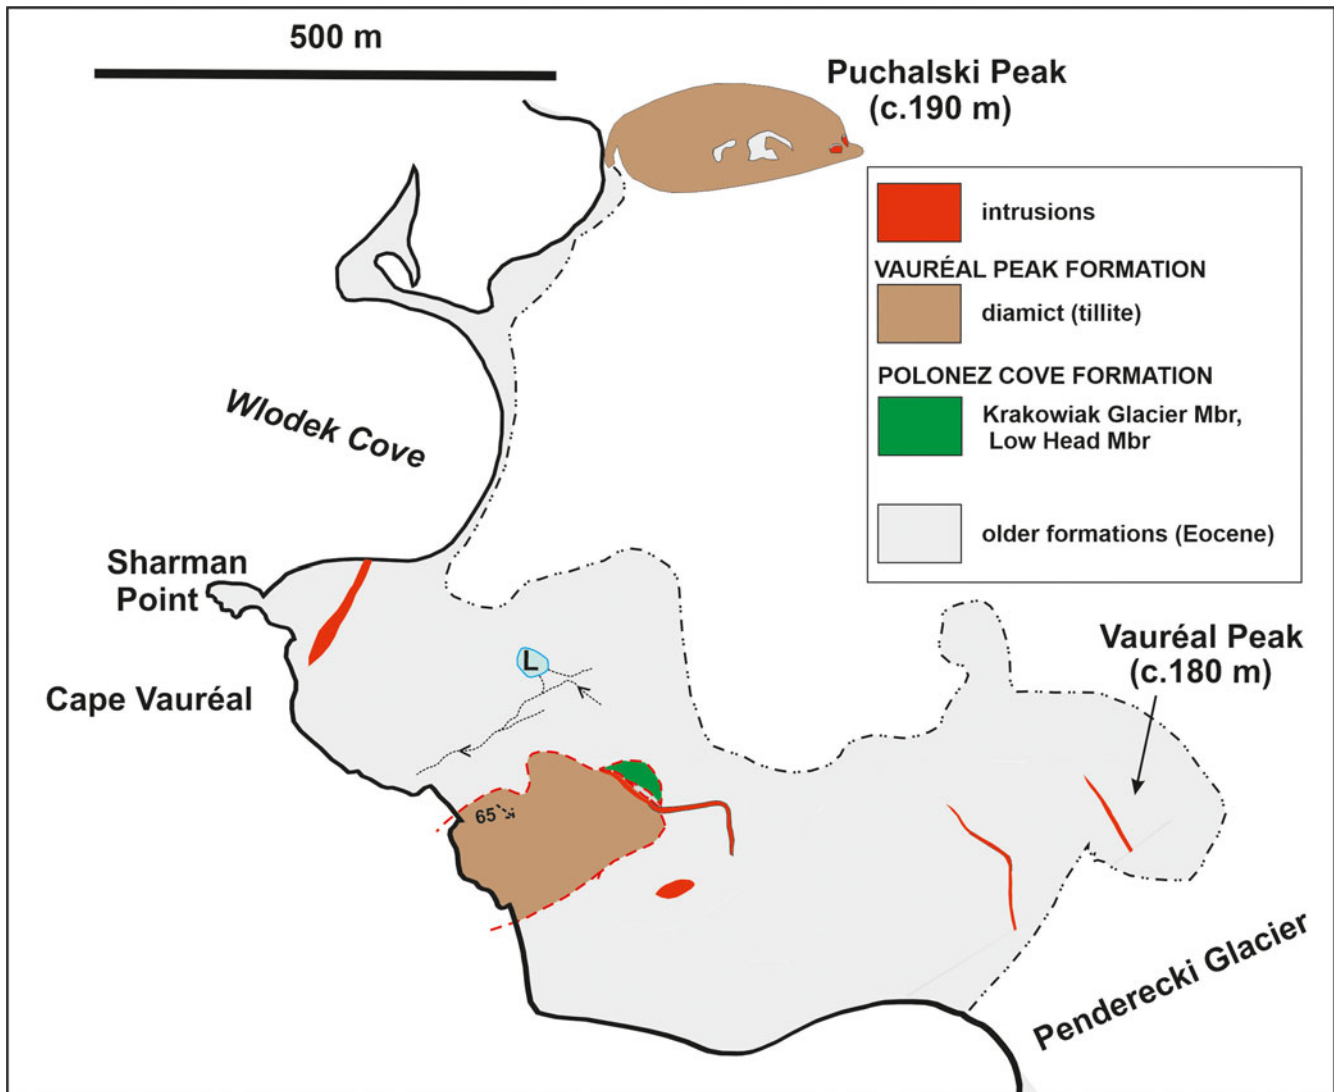 500 m
Puchalski Peak
(c.190 m)
intrusions
VAURÉAL PEAK FORMATION
diamict (tillite)
POLONEZ COVE FORMATION
Krakowiak Glacier Mbr,
Low Head Mbr
older formations (Eocene)
Wlodek Cove
Sharman
Point
Cape Vauréal
L
Vauréal Peak
(c.180 m)
65
Penderecki Glacier